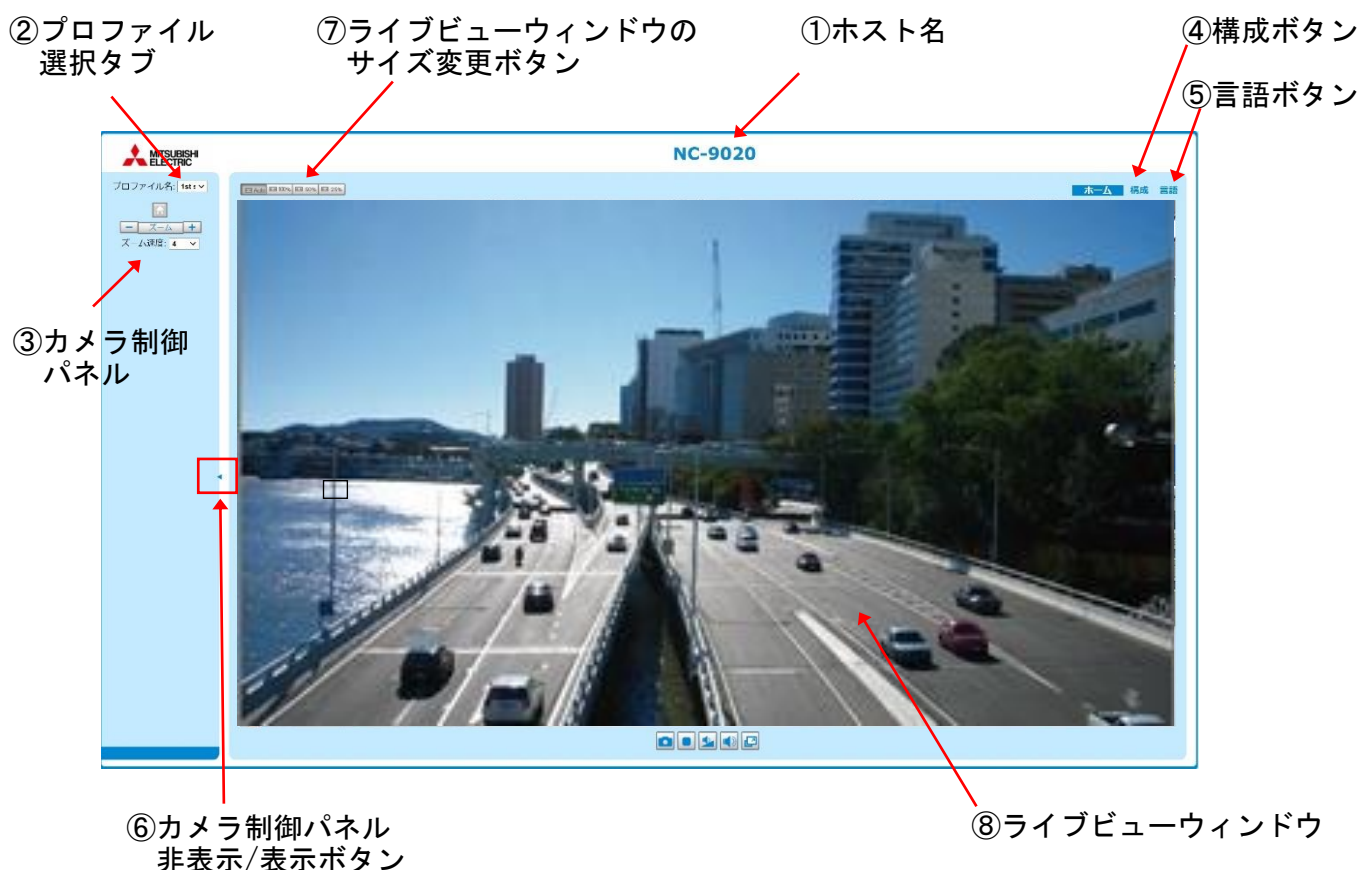 ②プロファイル
選択タブ
⑦ライブビューウィンドウの
サイズ変更ボタン
①ホスト名
④構成ボタン
⑤言語ボタン
MITSUBISHI
ELECTRIC
NC-9020
プロファイル名: 1st s
Auto 100% 50% 25%
ホーム 構成 言語
− ズーム +
ズーム速度: 4
③カメラ制御
パネル
⑥カメラ制御パネル
非表示/表示ボタン
⑧ライブビューウィンドウ